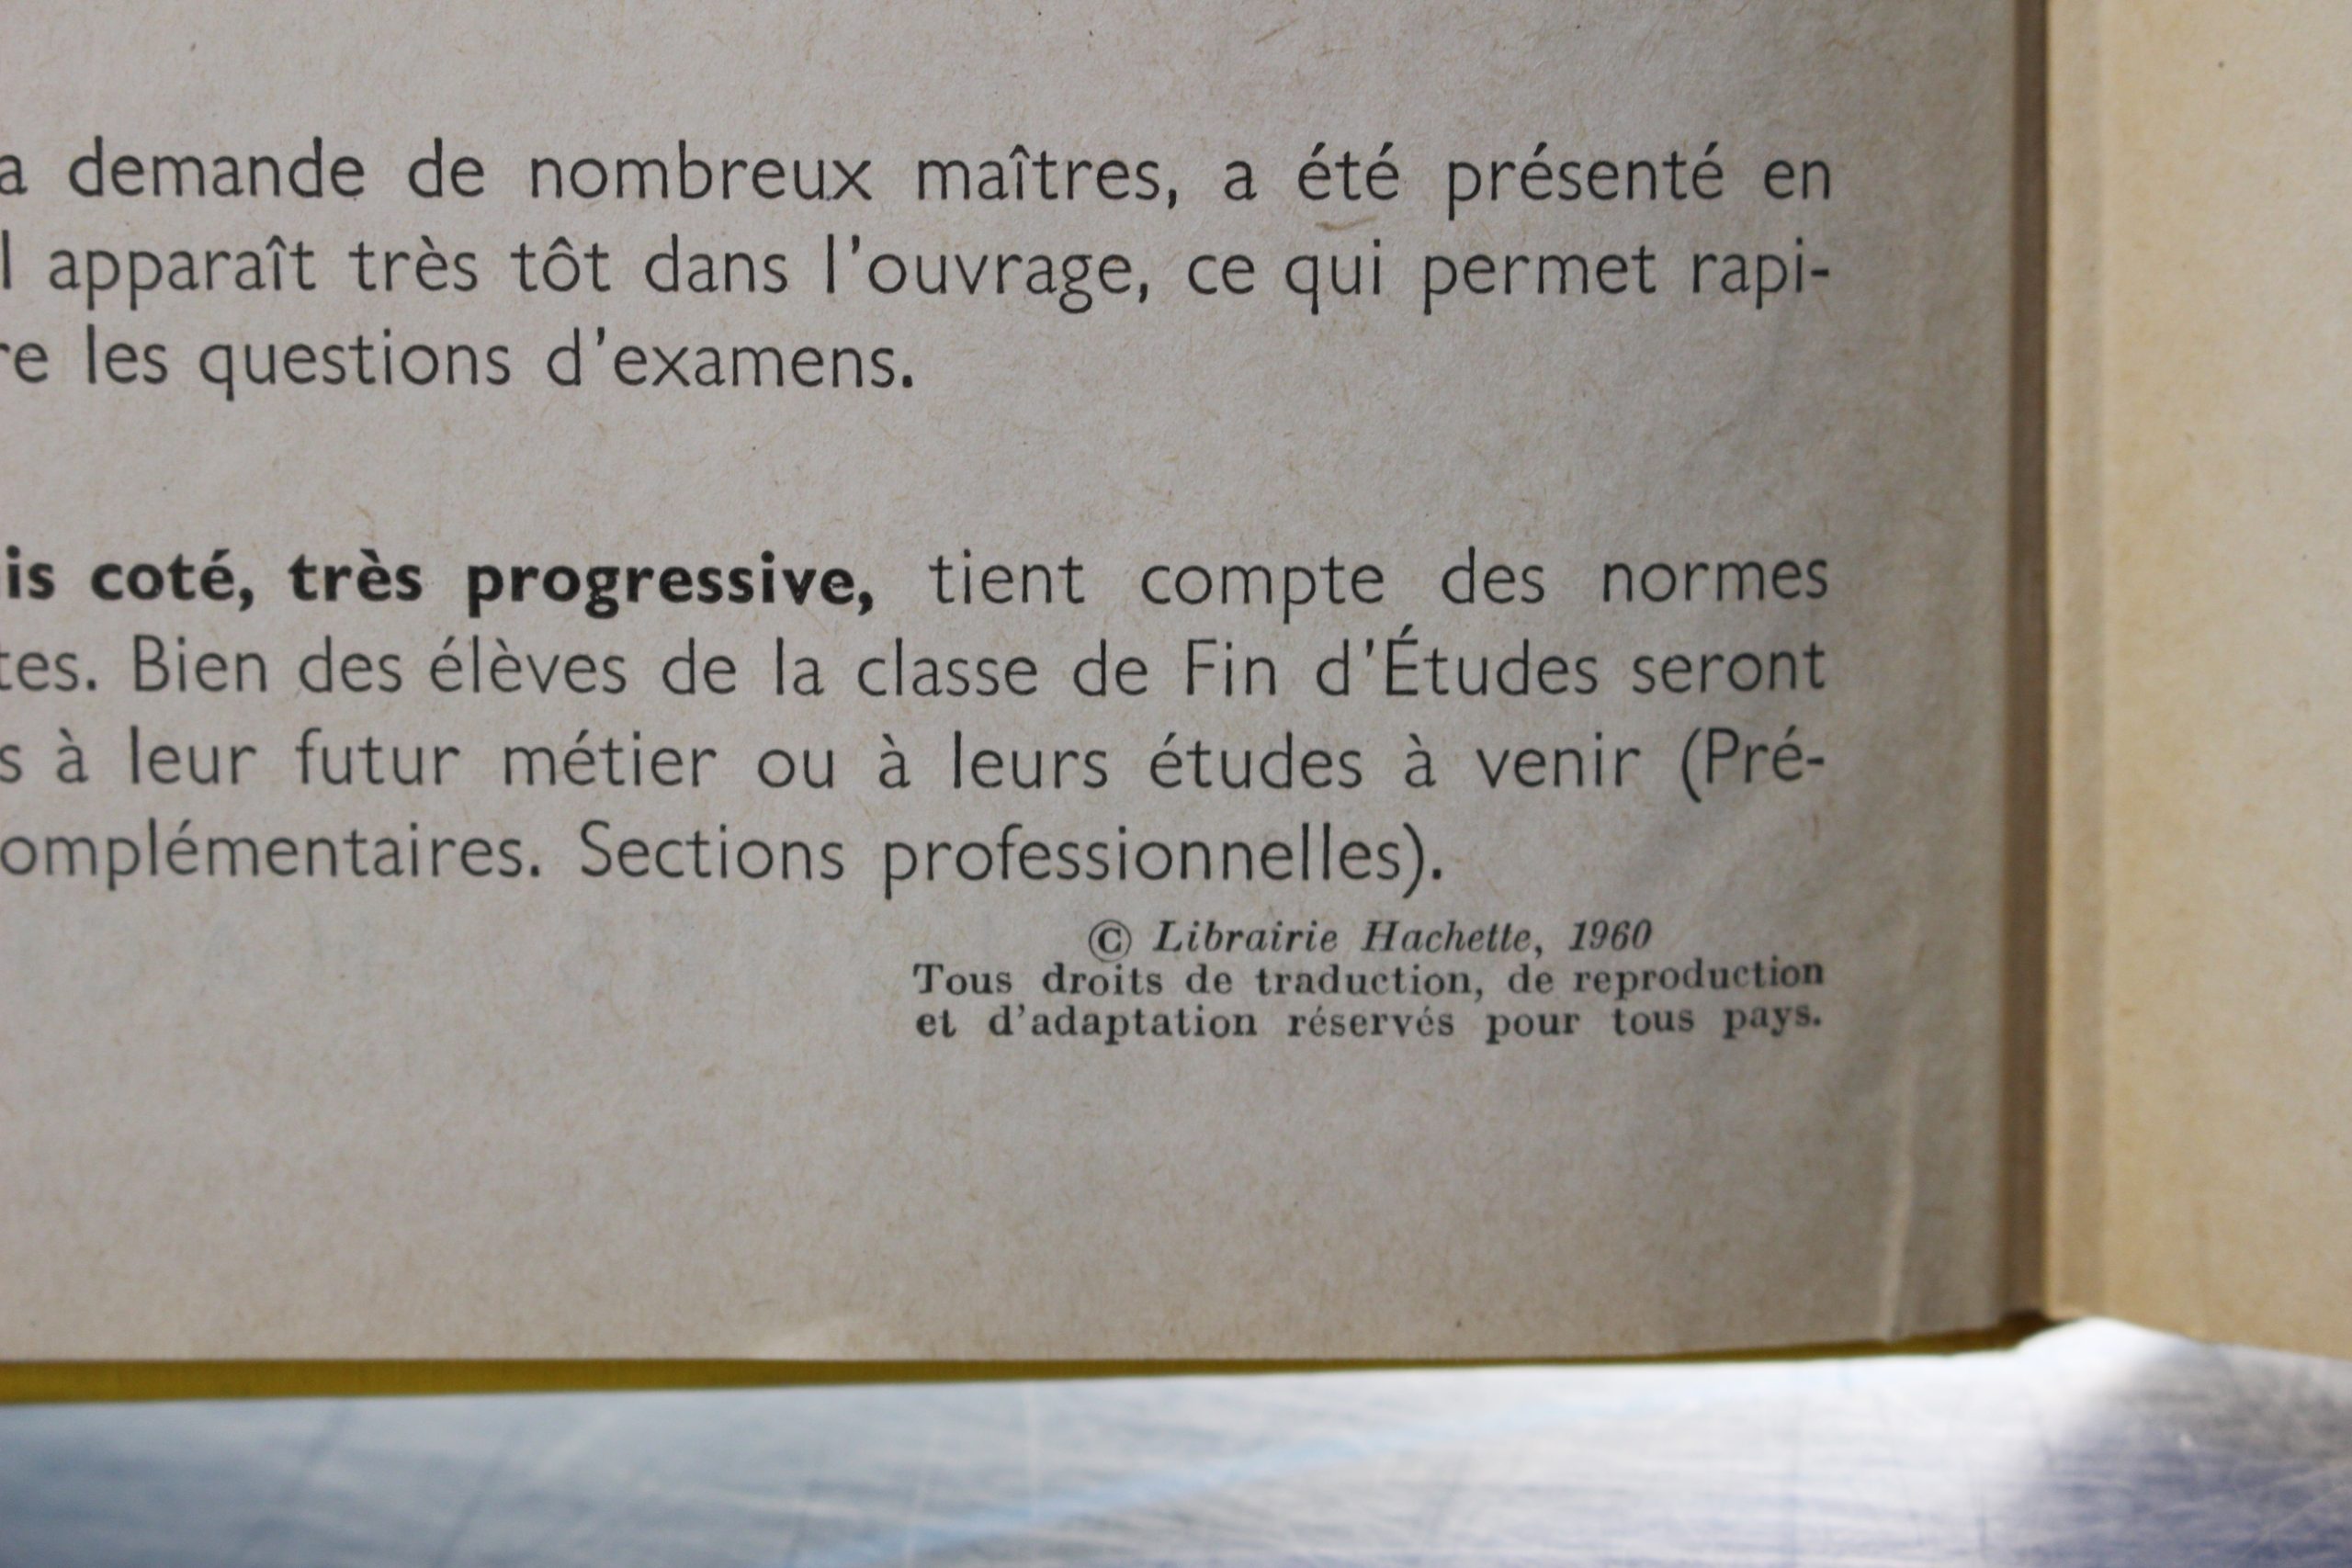 a demande de nombreux maîtres, a été présenté en
l apparaît très tôt dans l'ouvrage, ce qui permet rapi-
re les questions d'examens.
is coté, très progressive, tient compte des normes
tes. Bien des élèves de la classe de Fin d'Études seront
s à leur futur métier ou à leurs études à venir (Pré-
omplémentaires. Sections professionnelles).
© Librairie Hachette, 1960
Tous droits de traduction, de reproduction
et d'adaptation réservés pour tous pays.